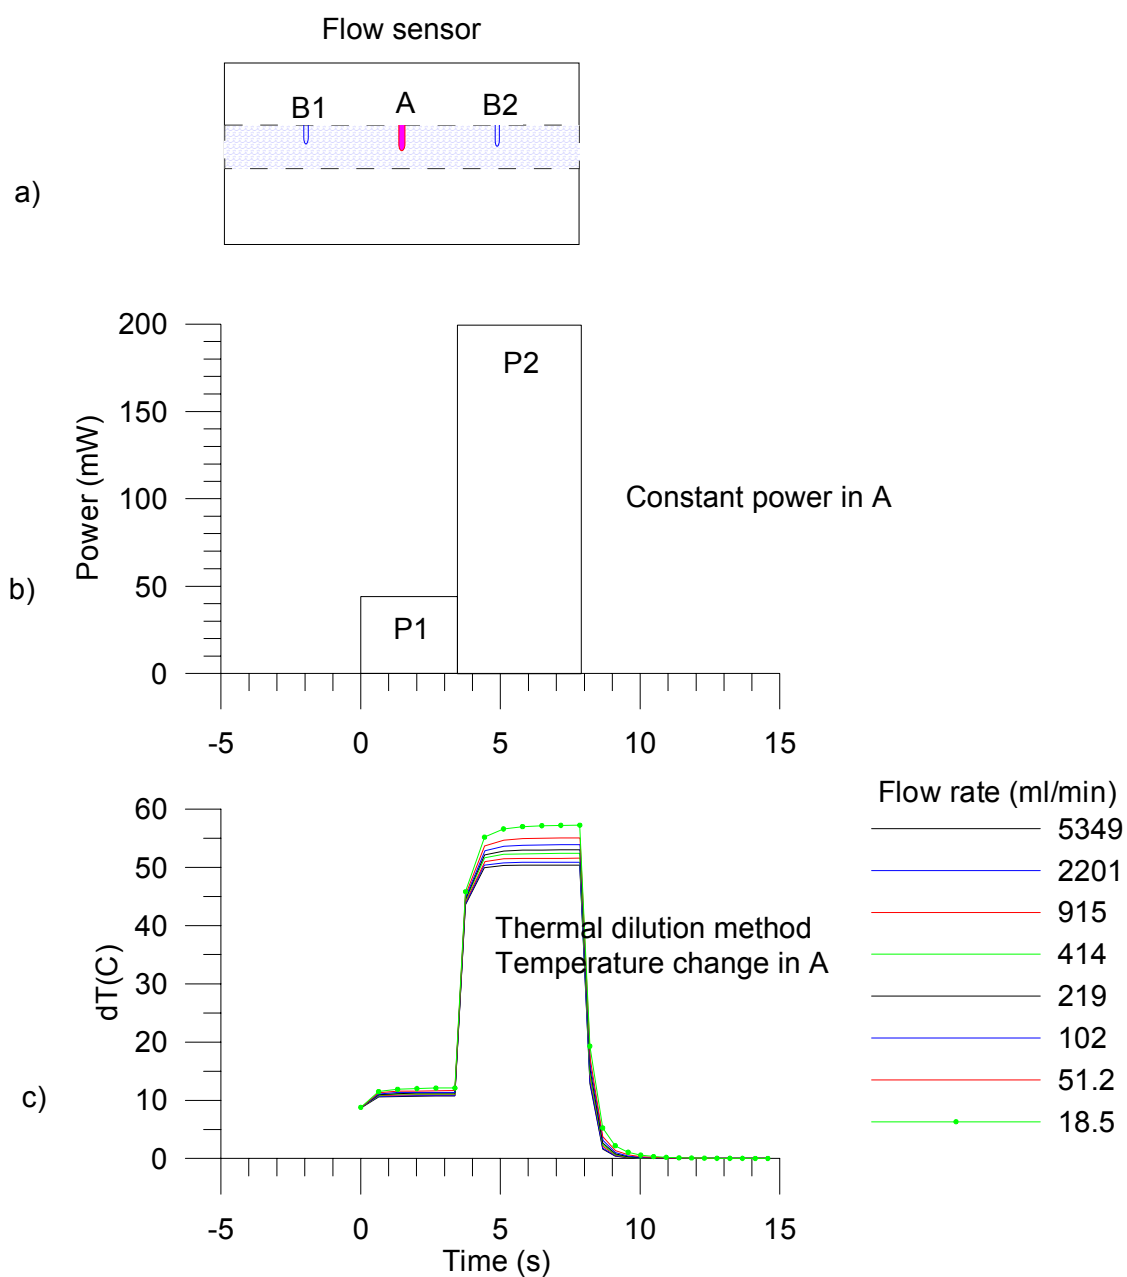 Flow sensor
B1
A
B2
a)
200
150
100
50
0
Power (mW)
P2
P1
Constant power in A
b)
-5
0
5
10
15
60
50
40
30
20
10
0
dT(C)
Thermal dilution method
Temperature change in A
c)
-5
0
5
10
15
Time (s)
Flow rate (ml/min)
5349
2201
915
414
219
102
51.2
18.5